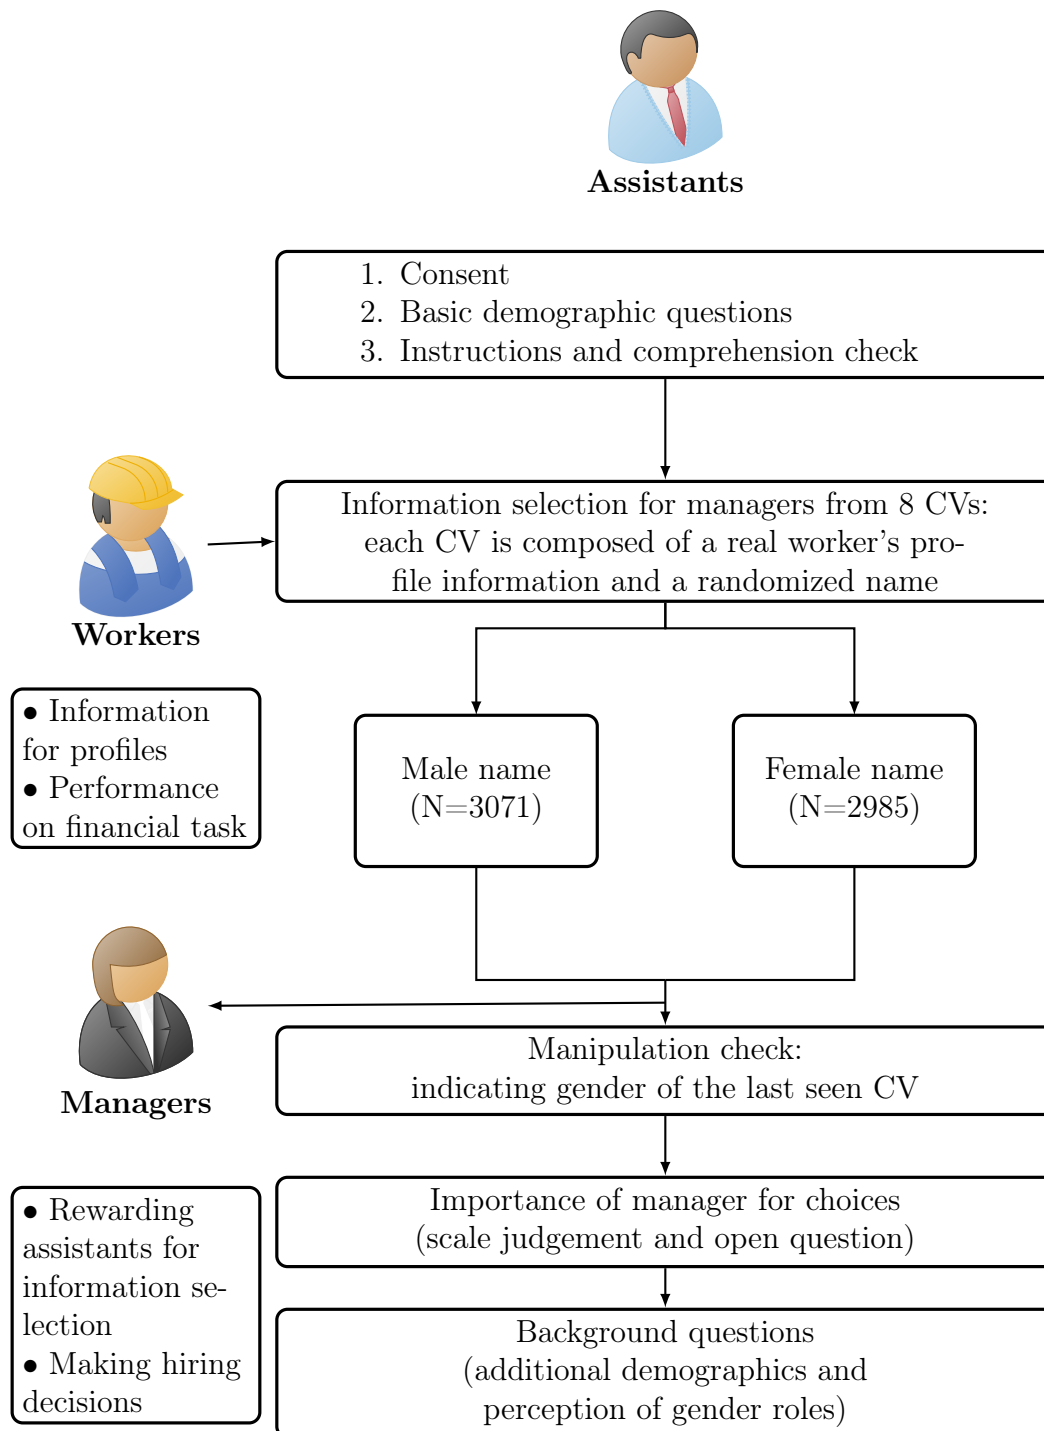 Assistants
1. Consent
2. Basic demographic questions
3. Instructions and comprehension check
Information selection for managers from 8 CVs:
each CV is composed of a real worker's pro-
file information and a randomized name
Workers
• Information
for profiles
• Performance
on financial task
Male name
(N=3071)
Female name
(N=2985)
Managers
Manipulation check:
indicating gender of the last seen CV
• Rewarding
assistants for
information se-
lection
• Making hiring
decisions
Importance of manager for choices
(scale judgement and open question)
Background questions
(additional demographics and
perception of gender roles)